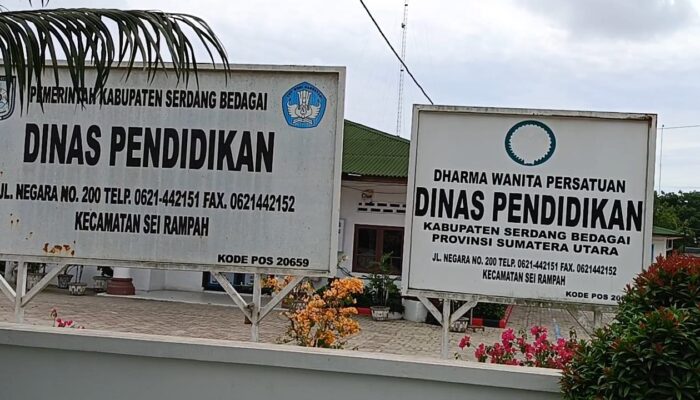 PEMERINTAH KABUPATEN SERDANG BEDAGAI
DINAS PENDIDIKAN
JL. NEGARA NO. 200 TELP. 0621-442151 FAX. 0621442152
KECAMATAN SEI RAMPAH
KODE POS 20659
DHARMA WANITA PERSATUAN
DINAS PENDIDIKAN
KABUPATEN SERDANG BEDAGAI
PROVINSI SUMATERA UTARA
JL. NEGARA NO. 200 TELP. 0621-442151 FAX. 0621442152
KECAMATAN SEI RAMPAH
KODE POS